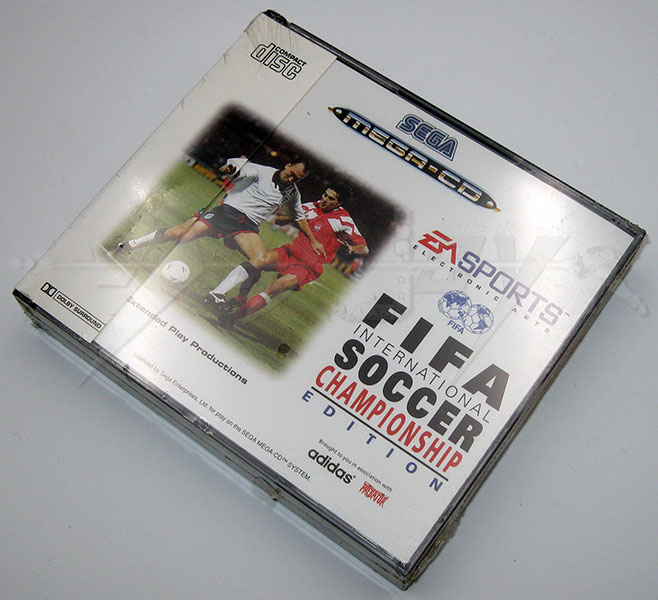 COMPACT
disc
SEGA
MEGA-CD
EA SPORTS™
ELECTRONIC ARTS
FIFA
FIFA
INTERNATIONAL
SOCCER
CHAMPIONSHIP
EDITION
DOLBY SURROUND
Extended Play Productions
Licensed by Sega Enterprises, Ltd. for play on the SEGA MEGA-CD™ SYSTEM.
Brought to you in association with
adidas®
PREDATOR